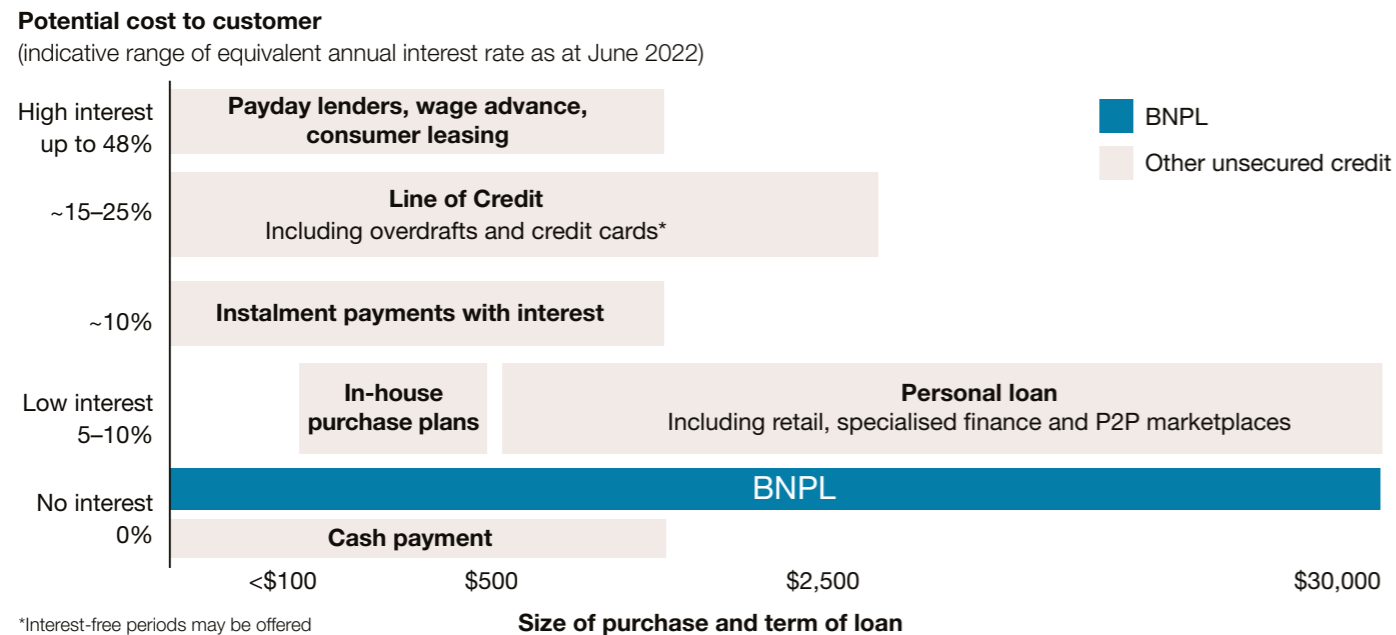 Potential cost to customer
(indicative range of equivalent annual interest rate as at June 2022)
High interest
up to 48%
Payday lenders, wage advance,
consumer leasing
BNPL
Other unsecured credit
~15–25%
Line of Credit
Including overdrafts and credit cards*
~10%
Instalment payments with interest
Low interest
5–10%
In-house
purchase plans
Personal loan
Including retail, specialised finance and P2P marketplaces
No interest
0%
BNPL
Cash payment
<$100
$500
$2,500
$30,000
*Interest-free periods may be offered
Size of purchase and term of loan